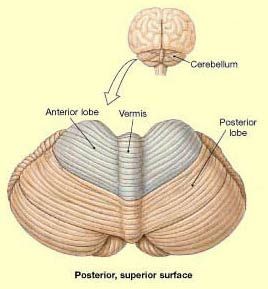 Cerebellum
Anterior lobe
Vermis
Posterior
lobe
Posterior, superior surface